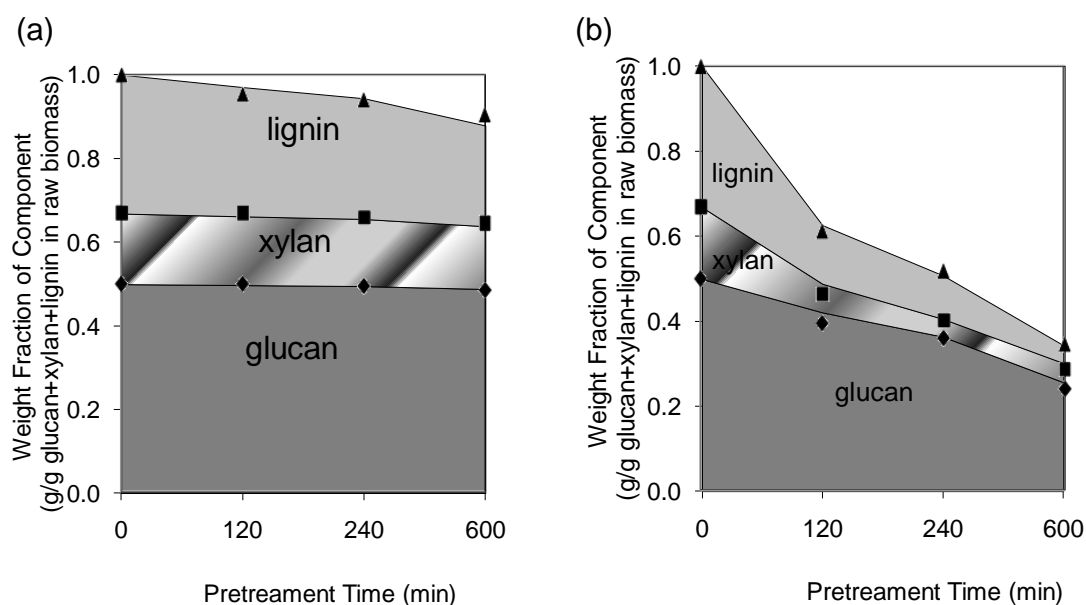 (a)
Weight Fraction of Component
(g/g glucan+xylan+lignin in raw biomass)
1.0
0.8
0.6
0.4
0.2
0.0
lignin
xylan
glucan
0 120 240 600
Pretreament Time (min)
(b)
Weight Fraction of Component
(g/g glucan+xylan+lignin in raw biomass)
1.0
0.8
0.6
0.4
0.2
0.0
lignin
xylan
glucan
0 120 240 600
Pretreament Time (min)